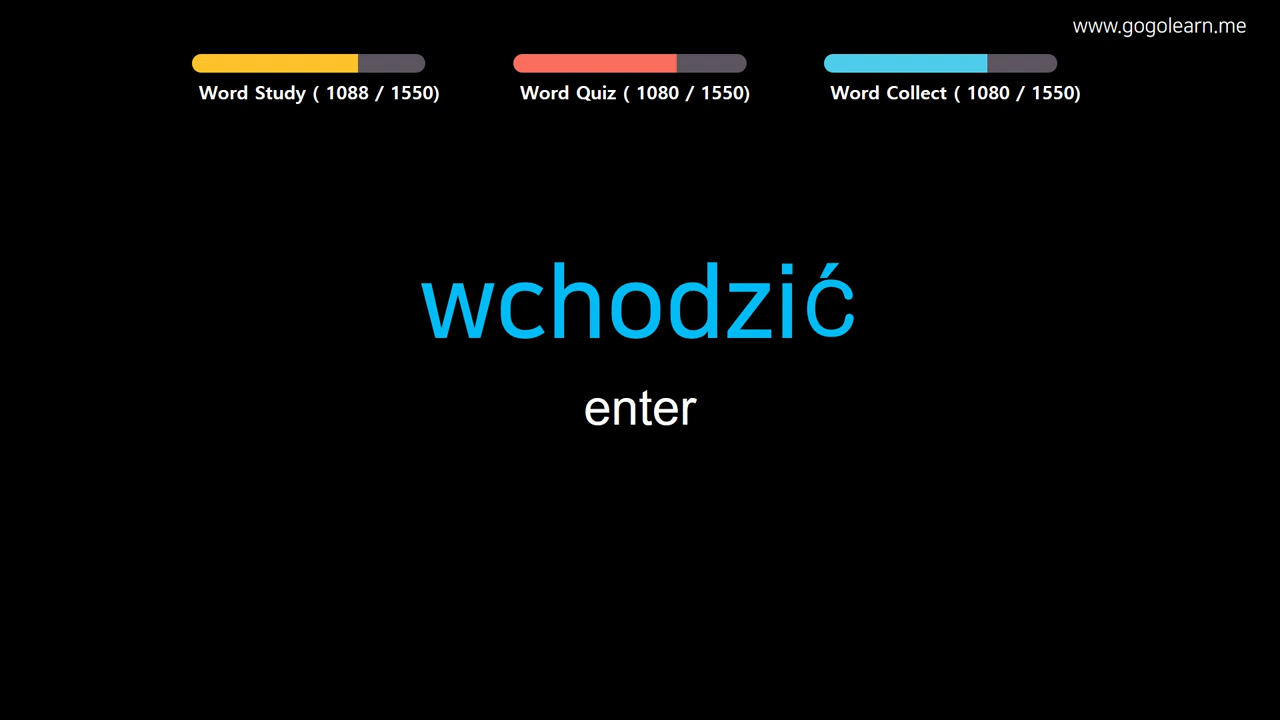 www.gogolearn.me
Word Study ( 1088 / 1550)
Word Quiz ( 1080 / 1550)
Word Collect ( 1080 / 1550)
wchodzić
enter